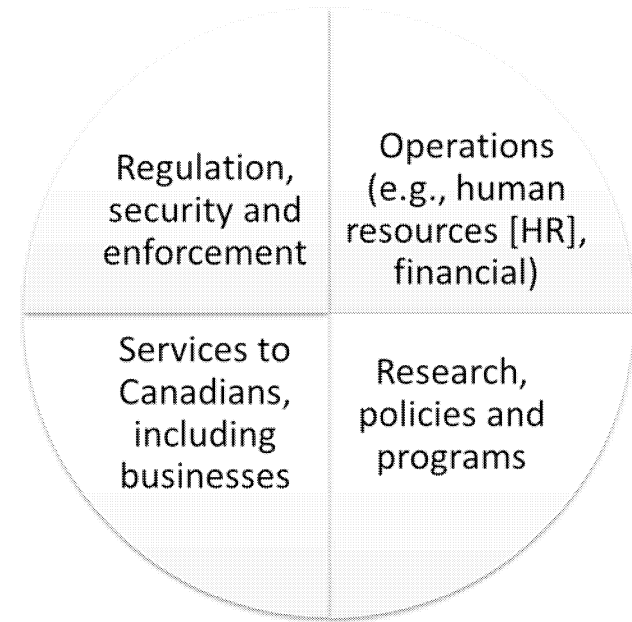 Regulation,
security and
enforcement
Operations
(e.g., human
resources [HR],
financial)
Services to
Canadians,
including
businesses
Research,
policies and
programs